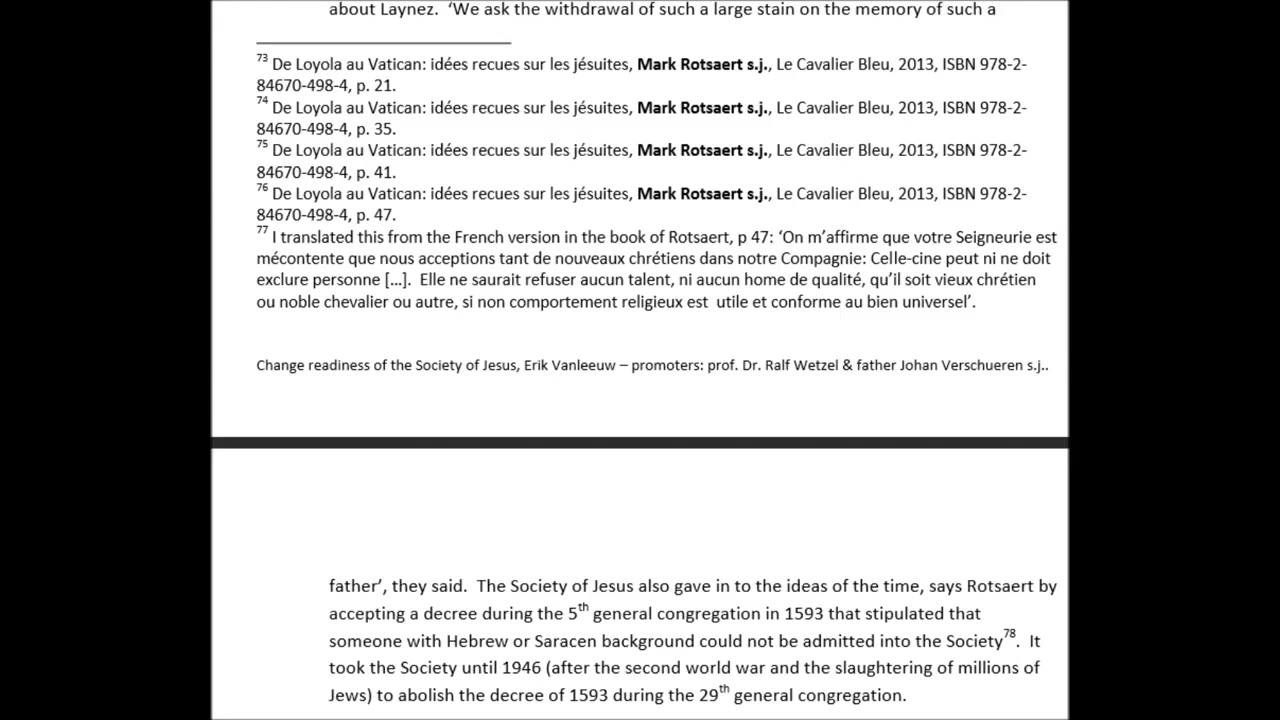 about Laynez.  ‘We ask the withdrawal of such a large stain on the memory of such a
73 De Loyola au Vatican: idées recues sur les jésuites, Mark Rotsaert s.j., Le Cavalier Bleu, 2013, ISBN 978-2-
84670-498-4, p. 21.
74 De Loyola au Vatican: idées recues sur les jésuites, Mark Rotsaert s.j., Le Cavalier Bleu, 2013, ISBN 978-2-
84670-498-4, p. 35.
75 De Loyola au Vatican: idées recues sur les jésuites, Mark Rotsaert s.j., Le Cavalier Bleu, 2013, ISBN 978-2-
84670-498-4, p. 41.
76 De Loyola au Vatican: idées recues sur les jésuites, Mark Rotsaert s.j., Le Cavalier Bleu, 2013, ISBN 978-2-
84670-498-4, p. 47.
77 I translated this from the French version in the book of Rotsaert, p 47: ‘On m’affirme que votre Seigneurie est
mécontente que nous acceptions tant de nouveaux chrétiens dans notre Compagnie: Celle-cine peut ni ne doit
exclure personne [...].  Elle ne saurait refuser aucun talent, ni aucun home de qualité, qu’il soit vieux chrétien
ou noble chevalier ou autre, si non comportement religieux est  utile et conforme au bien universel’.
Change readiness of the Society of Jesus, Erik Vanleeuw – promoters: prof. Dr. Ralf Wetzel & father Johan Verschueren s.j..
father’, they said.  The Society of Jesus also gave in to the ideas of the time, says Rotsaert by
accepting a decree during the 5th general congregation in 1593 that stipulated that
someone with Hebrew or Saracen background could not be admitted into the Society78.  It
took the Society until 1946 (after the second world war and the slaughtering of millions of
Jews) to abolish the decree of 1593 during the 29th general congregation.